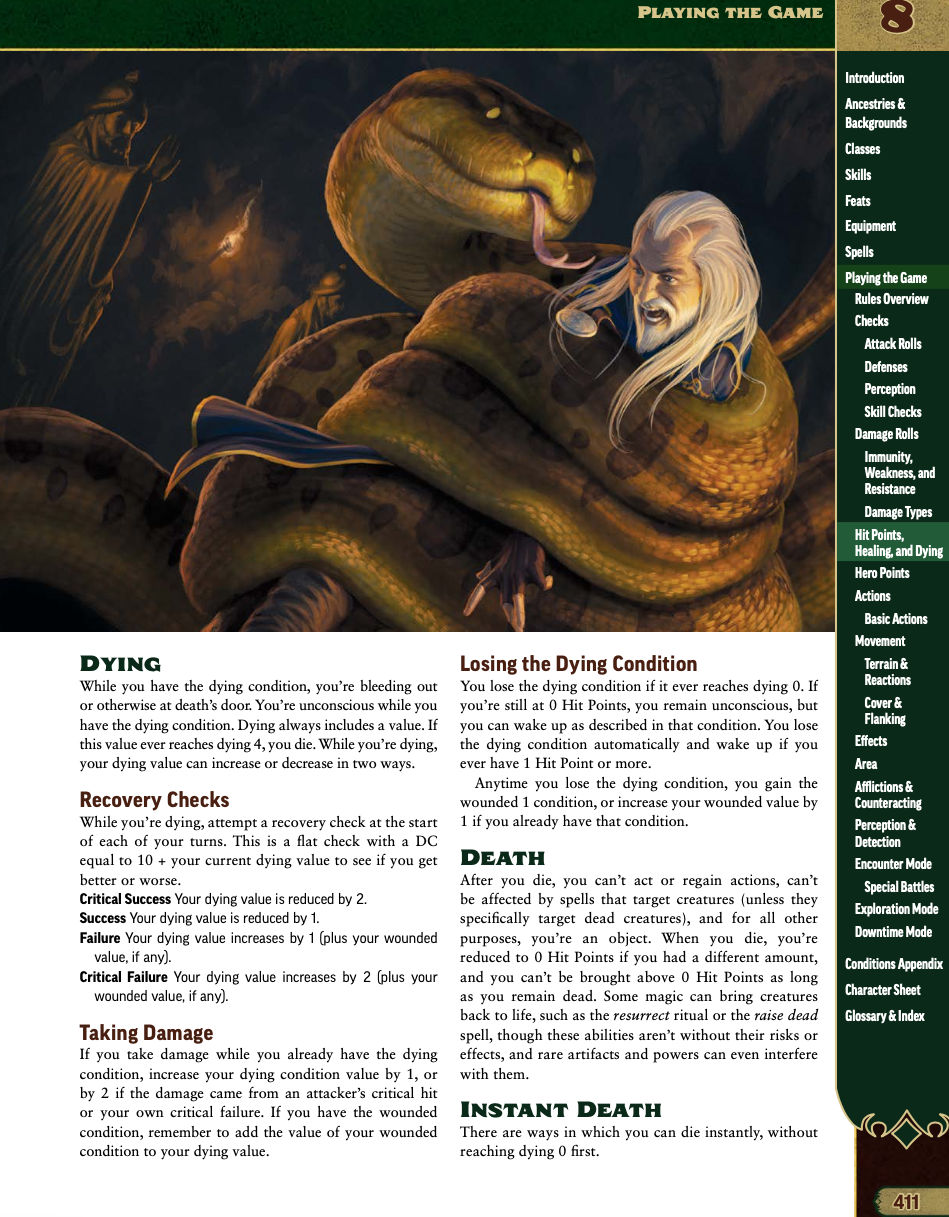 Playing the Game
8
Introduction
Ancestries &
Backgrounds
Classes
Skills
Feats
Equipment
Spells
Playing the Game
Rules Overview
Checks
Attack Rolls
Defenses
Perception
Skill Checks
Damage Rolls
Immunity,
Weakness, and
Resistance
Damage Types
Hit Points,
Healing, and Dying
Hero Points
Actions
Basic Actions
Movement
Terrain &
Reactions
Cover &
Flanking
Effects
Area
Afflictions &
Counteracting
Perception &
Detection
Encounter Mode
Special Battles
Exploration Mode
Downtime Mode
Conditions Appendix
Character Sheet
Glossary & Index
Dying
While you have the dying condition, you’re bleeding out
or otherwise at death’s door. You’re unconscious while you
have the dying condition. Dying always includes a value. If
this value ever reaches dying 4, you die. While you’re dying,
your dying value can increase or decrease in two ways.
Recovery Checks
While you’re dying, attempt a recovery check at the start
of each of your turns. This is a flat check with a DC
equal to 10 + your current dying value to see if you get
better or worse.
Critical Success Your dying value is reduced by 2.
Success Your dying value is reduced by 1.
Failure Your dying value increases by 1 (plus your wounded
value, if any).
Critical Failure Your dying value increases by 2 (plus your
wounded value, if any).
Taking Damage
If you take damage while you already have the dying
condition, increase your dying condition value by 1, or
by 2 if the damage came from an attacker’s critical hit
or your own critical failure. If you have the wounded
condition, remember to add the value of your wounded
condition to your dying value.
Losing the Dying Condition
You lose the dying condition if it ever reaches dying 0. If
you’re still at 0 Hit Points, you remain unconscious, but
you can wake up as described in that condition. You lose
the dying condition automatically and wake up if you
ever have 1 Hit Point or more.
Anytime you lose the dying condition, you gain the
wounded 1 condition, or increase your wounded value by
1 if you already have that condition.
Death
After you die, you can’t act or regain actions, can’t
be affected by spells that target creatures (unless they
specifically target dead creatures), and for all other
purposes, you’re an object. When you die, you’re
reduced to 0 Hit Points if you had a different amount,
and you can’t be brought above 0 Hit Points as long
as you remain dead. Some magic can bring creatures
back to life, such as the resurrect ritual or the raise dead
spell, though these abilities aren’t without their risks or
effects, and rare artifacts and powers can even interfere
with them.
Instant Death
There are ways in which you can die instantly, without
reaching dying 0 first.
411